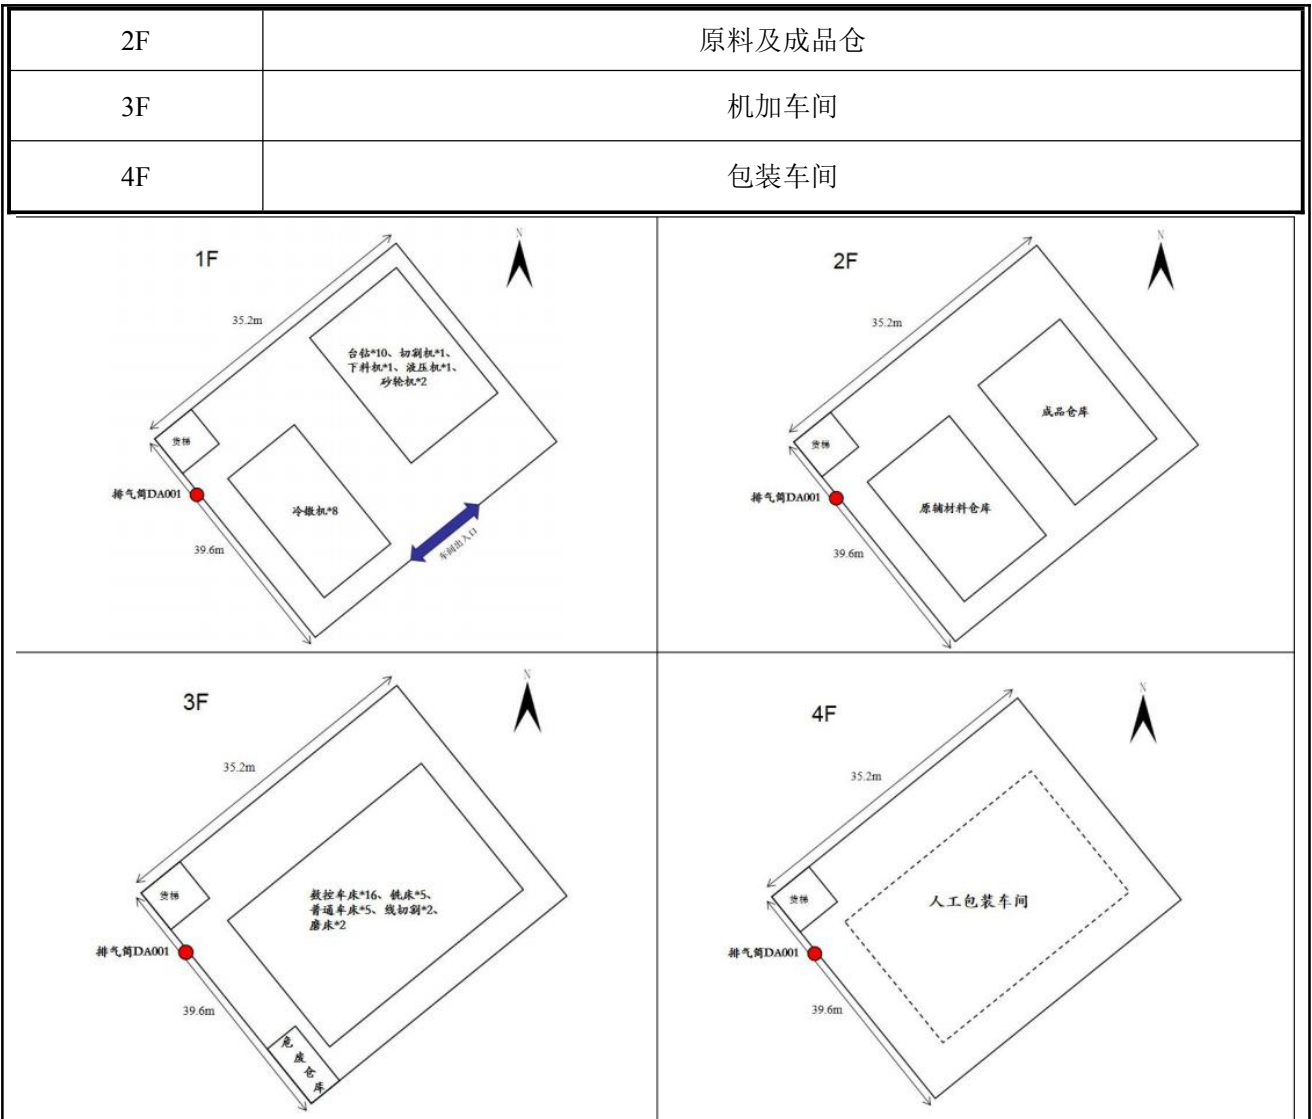 2F 原料及成品仓
3F 机加车间
4F 包装车间
1F
N
35.2m
台钻*10、切割机*1、
下料机*1、液压机*1、
砂轮机*2
货梯
排气筒DA001
冷镦机*8
39.6m
车间出入口
2F
N
35.2m
成品仓库
货梯
排气筒DA001
原辅材料仓库
39.6m
3F
N
35.2m
数控车床*16、铣床*5、
普通车床*5、线切割*2、
磨床*2
货梯
排气筒DA001
39.6m
危废仓库
4F
N
35.2m
人工包装车间
货梯
排气筒DA001
39.6m